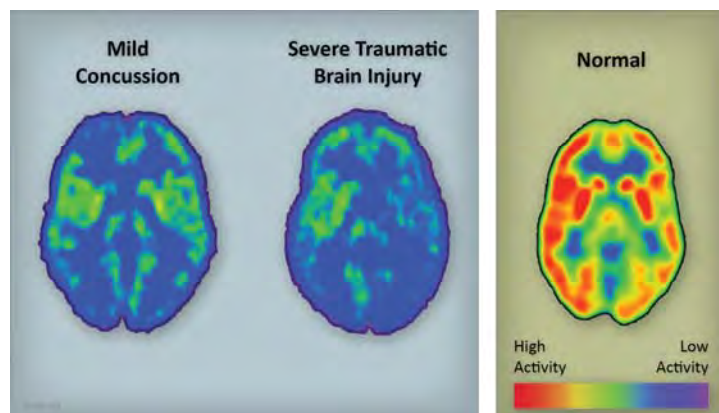 Mild
Concussion
Severe Traumatic
Brain Injury
Normal
High
Activity
Low
Activity